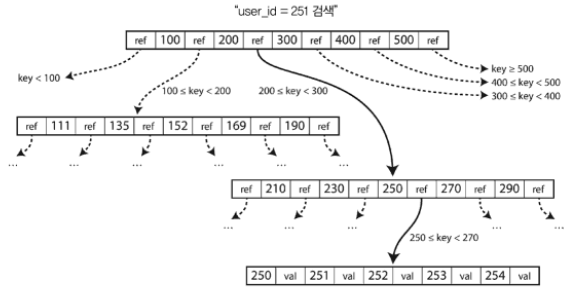 "user_id = 251 검색"
ref 100 ref 200 ref 300 ref 400 ref 500 ref
key < 100
100 ≤ key < 200
200 ≤ key < 300
key ≥ 500
400 ≤ key < 500
300 ≤ key < 400
ref 111 ref 135 ref 152 ref 169 ref 190 ref
... ... ... ... ... ...
ref 210 ref 230 ref 250 ref 270 ref 290 ref
... ... ... ... ...
250 ≤ key < 270
250 val 251 val 252 val 253 val 254 val